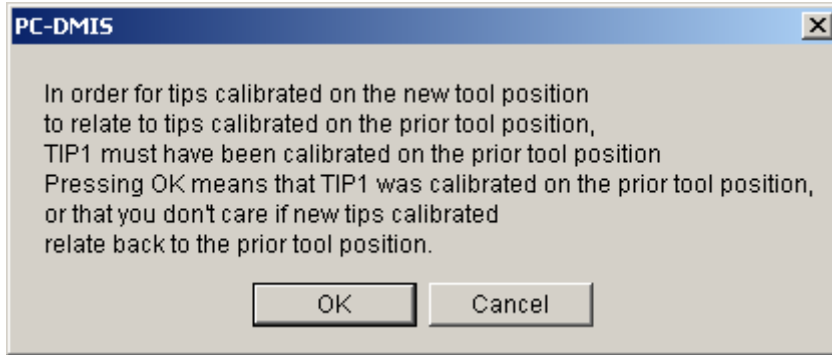 PC-DMIS
In order for tips calibrated on the new tool position
to relate to tips calibrated on the prior tool position,
TIP1 must have been calibrated on the prior tool position
Pressing OK means that TIP1 was calibrated on the prior tool position,
or that you don't care if new tips calibrated
relate back to the prior tool position.
OK
Cancel